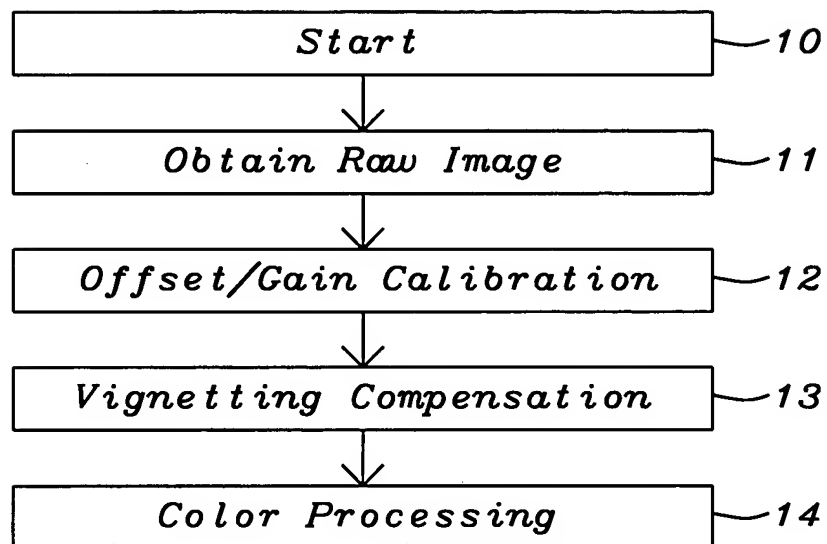 Start 10
Obtain Raw Image 11
Offset/Gain Calibration 12
Vignetting Compensation 13
Color Processing 14